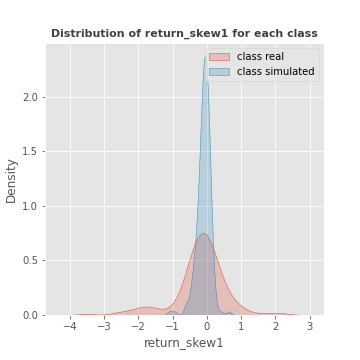 Distribution of return_skew1 for each class
class real
class simulated
Density
2.0
1.5
1.0
0.5
0.0
−4 −3 −2 −1 0 1 2 3
return_skew1